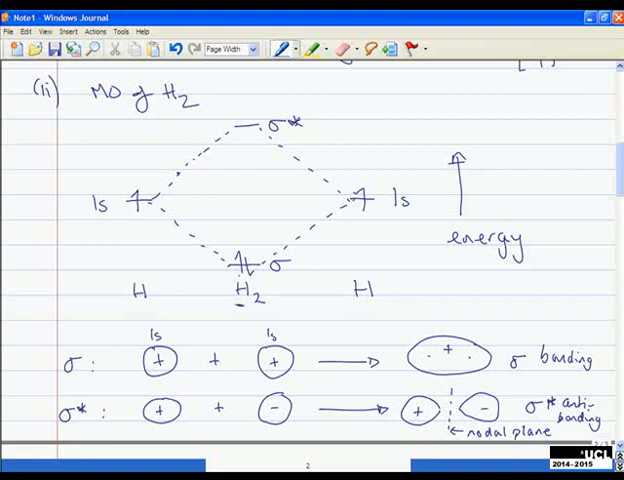 Note1 - Windows Journal
File Edit View Insert Actions Tools Help
Page Width
(ii) MO of H2
σ*
1s 1s
energy
σ
H H2 H
1s 1s
σ : + + + → + σ bonding
σ* : + + - → + - σ* anti-
bonding
nodal plane
2
UCL
2014-2015